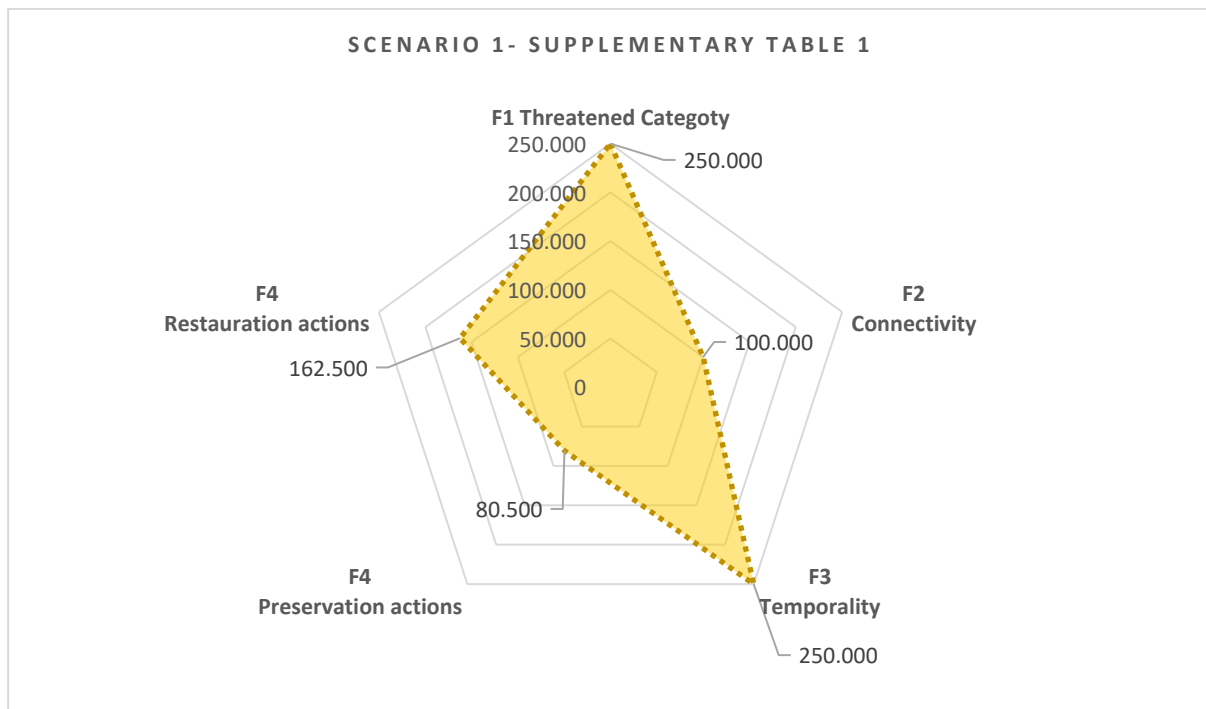 SCENARIO 1- SUPPLEMENTARY TABLE 1
F1 Threatened Categoty
250.000
250.000
200.000
150.000
100.000
50.000
0
F2
Connectivity
100.000
F4
Restauration actions
162.500
80.500
F4
Preservation actions
F3
Temporality
250.000